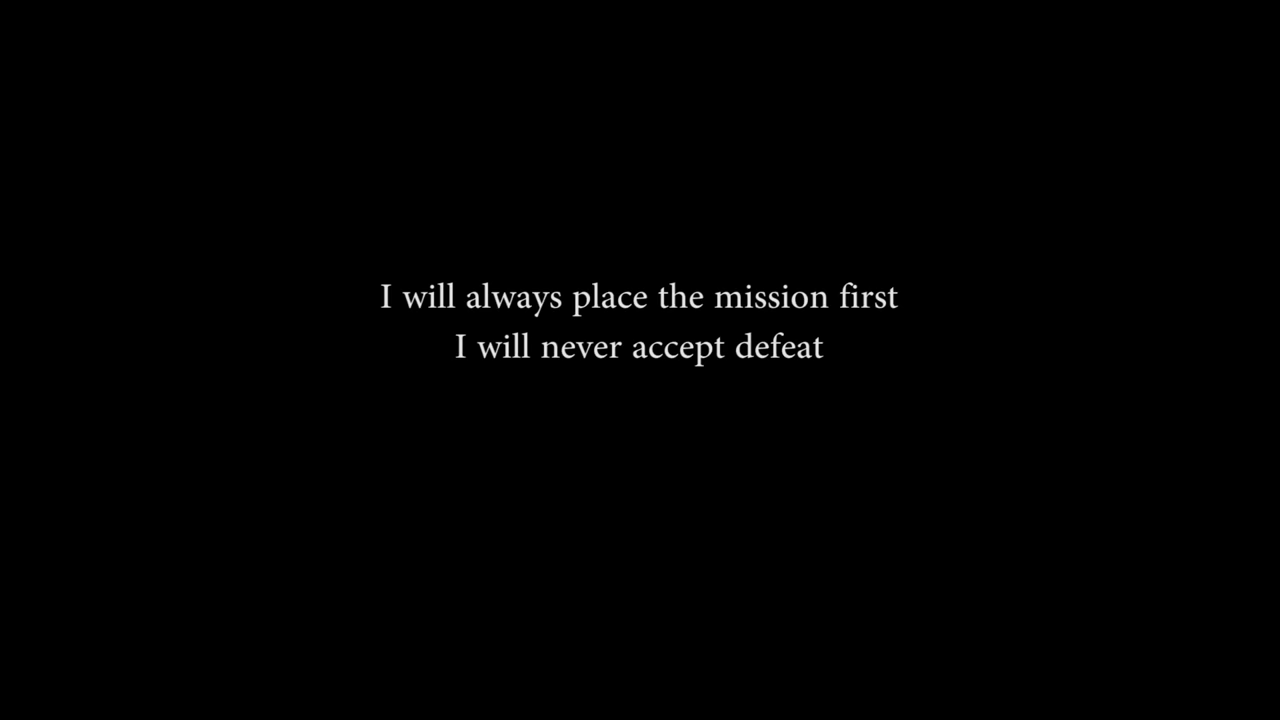 I will always place the mission first
I will never accept defeat